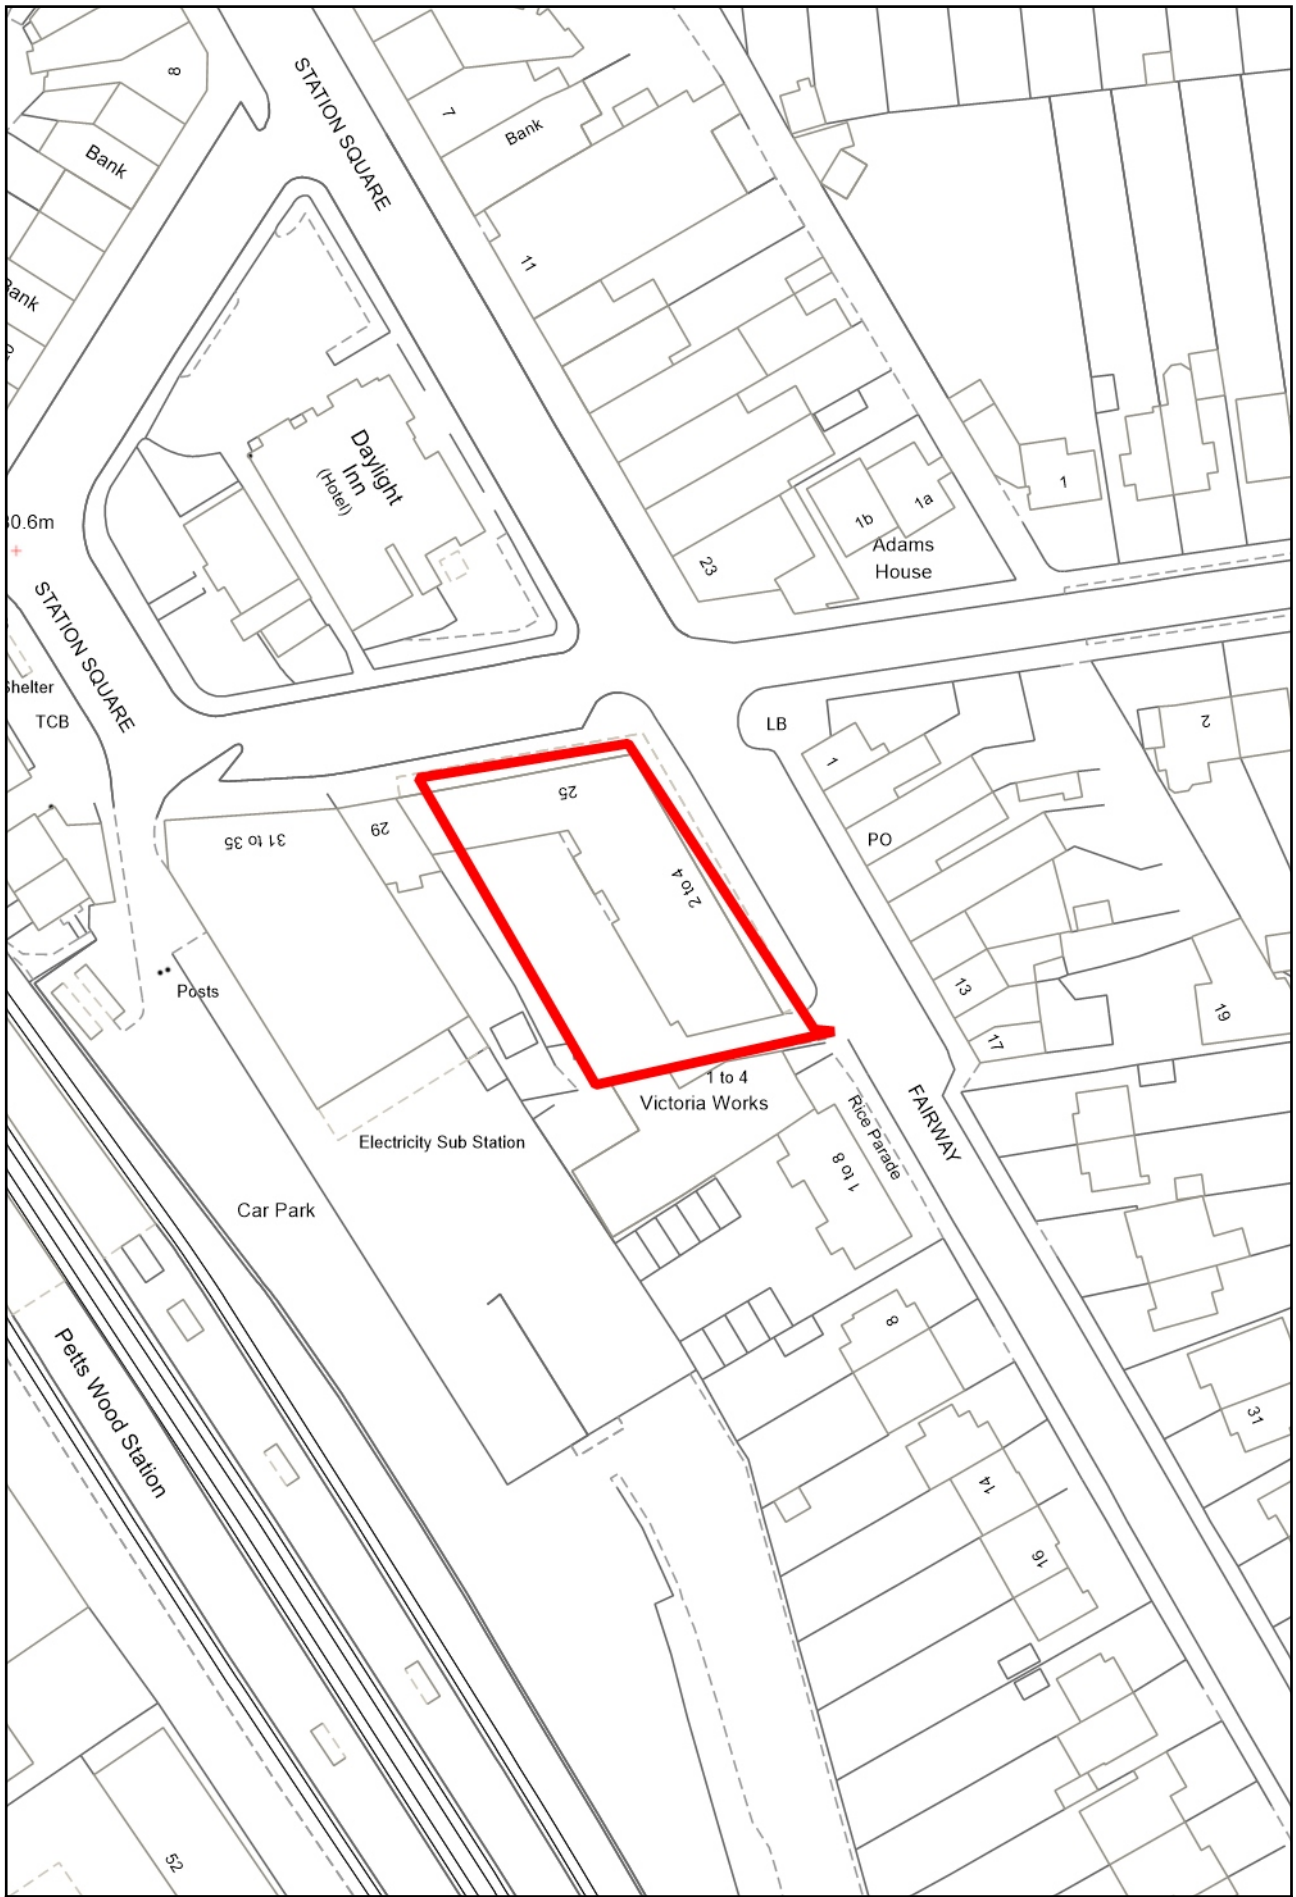 8
STATION SQUARE
7
Bank
Bank
11
Bank
Daylight
Inn
(Hotel)
1
1a
1b
Adams
House
30.6m
23
STATION SQUARE
Shelter
TCB
LB
2
1
25
29
31 to 35
PO
2 to 4
13
Posts
19
17
1 to 4
Victoria Works
Rice Parade
FAIRWAY
Electricity Sub Station
1 to 8
Car Park
8
Petts Wood Station
31
14
16
52